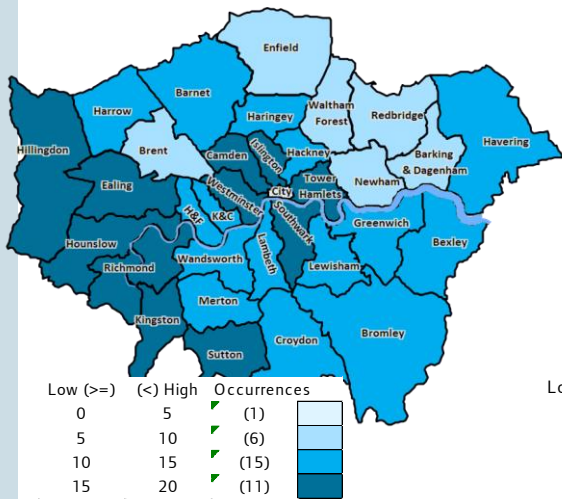 Enfield
Barnet
Harrow
Haringey
Waltham
Forest
Redbridge
Havering
Hillingdon
Brent
Camden
Islington
Hackney
Barking
& Dagenham
Ealing
Tower
Hamlets
Newham
Westminster
City
H&F
K&C
Southwark
Greenwich
Hounslow
Bexley
Richmond
Wandsworth
Lambeth
Lewisham
Merton
Kingston
Bromley
Croydon
Sutton
Low (>=) (<) High Occurrences
0 5 (1)
5 10 (6)
10 15 (15)
15 20 (11)